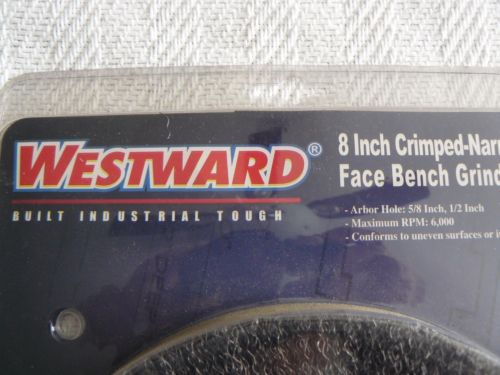 WESTWARD®
BUILT INDUSTRIAL TOUGH
8 Inch Crimped-Narr
Face Bench Grind
- Arbor Hole: 5/8 Inch, 1/2 Inch
- Maximum RPM: 6,000
- Conforms to uneven surfaces or i